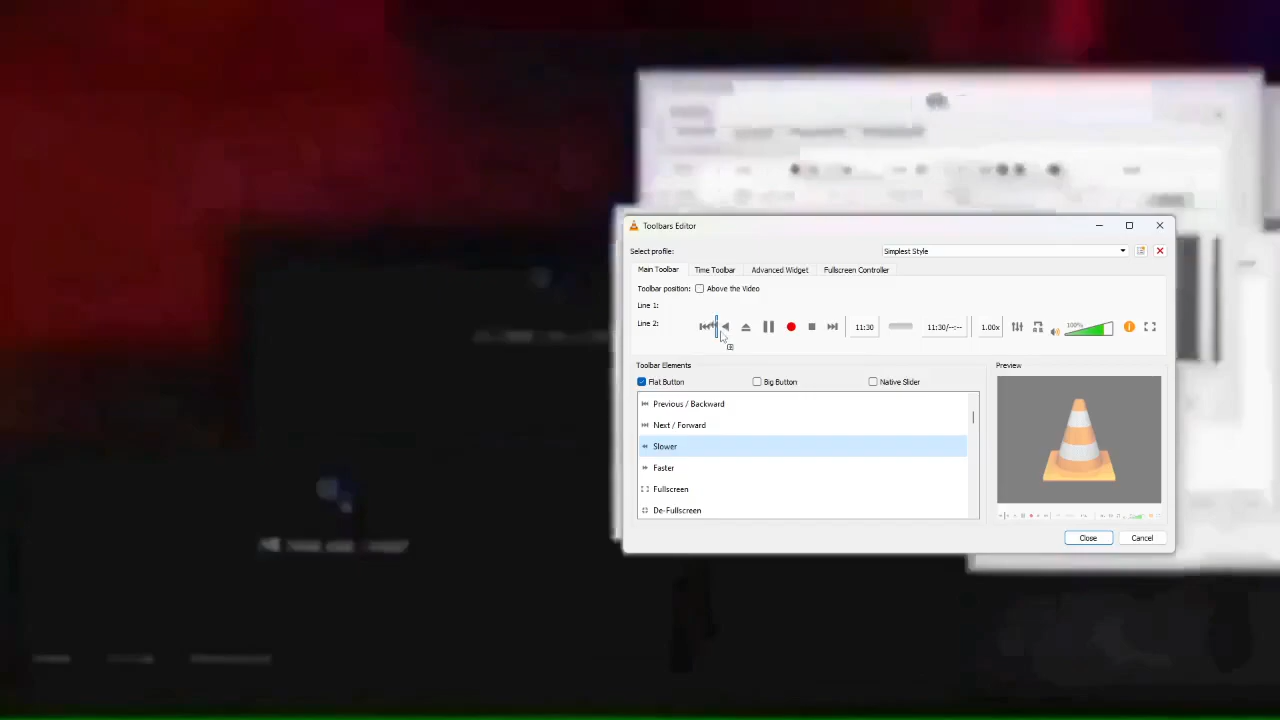 Toolbars Editor
Select profile: Simplest Style
Main Toolbar Time Toolbar Advanced Widget Fullscreen Controller
Toolbar position: Above the Video
Line 1:
Line 2: 11:30 11:30/--:-- 1.00x 100%
Toolbar Elements Preview
Flat Button Big Button Native Slider
Previous / Backward
Next / Forward
Slower
Faster
Fullscreen
De-Fullscreen
Close Cancel